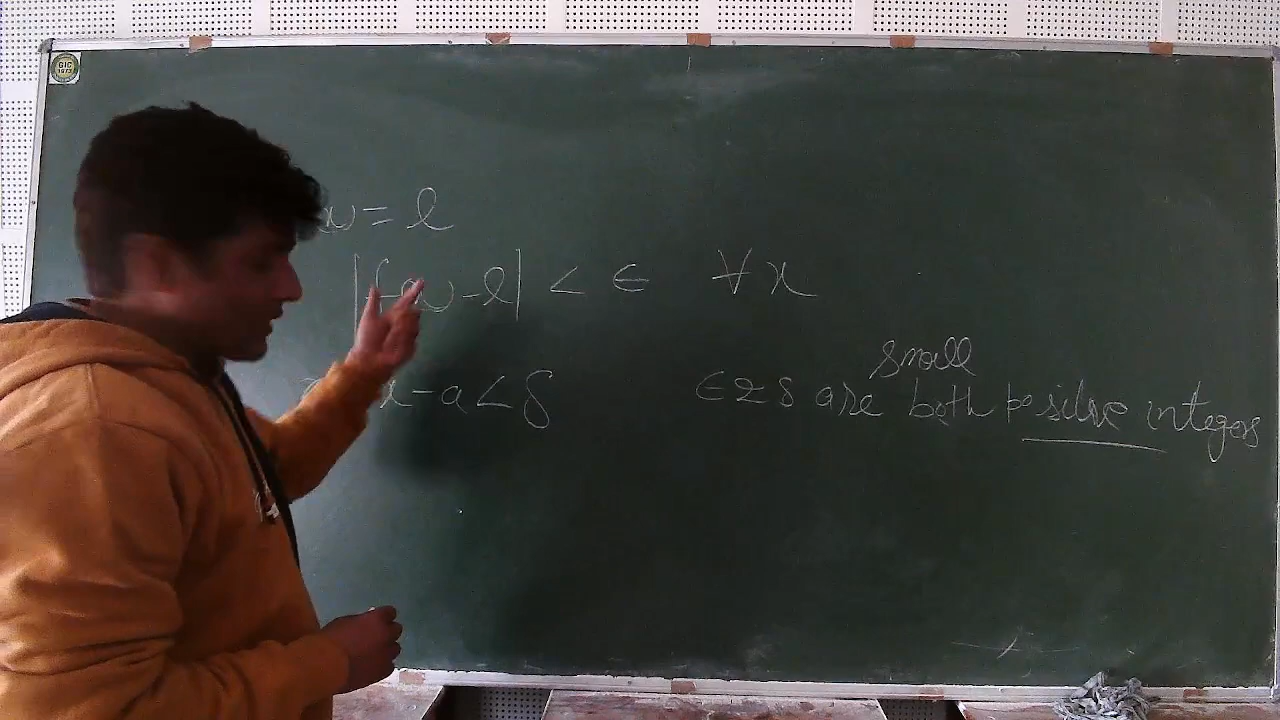 = l
|f(x) - l| < ∈ ∀ x
x - a < δ
small
∈ & δ are both positive integers